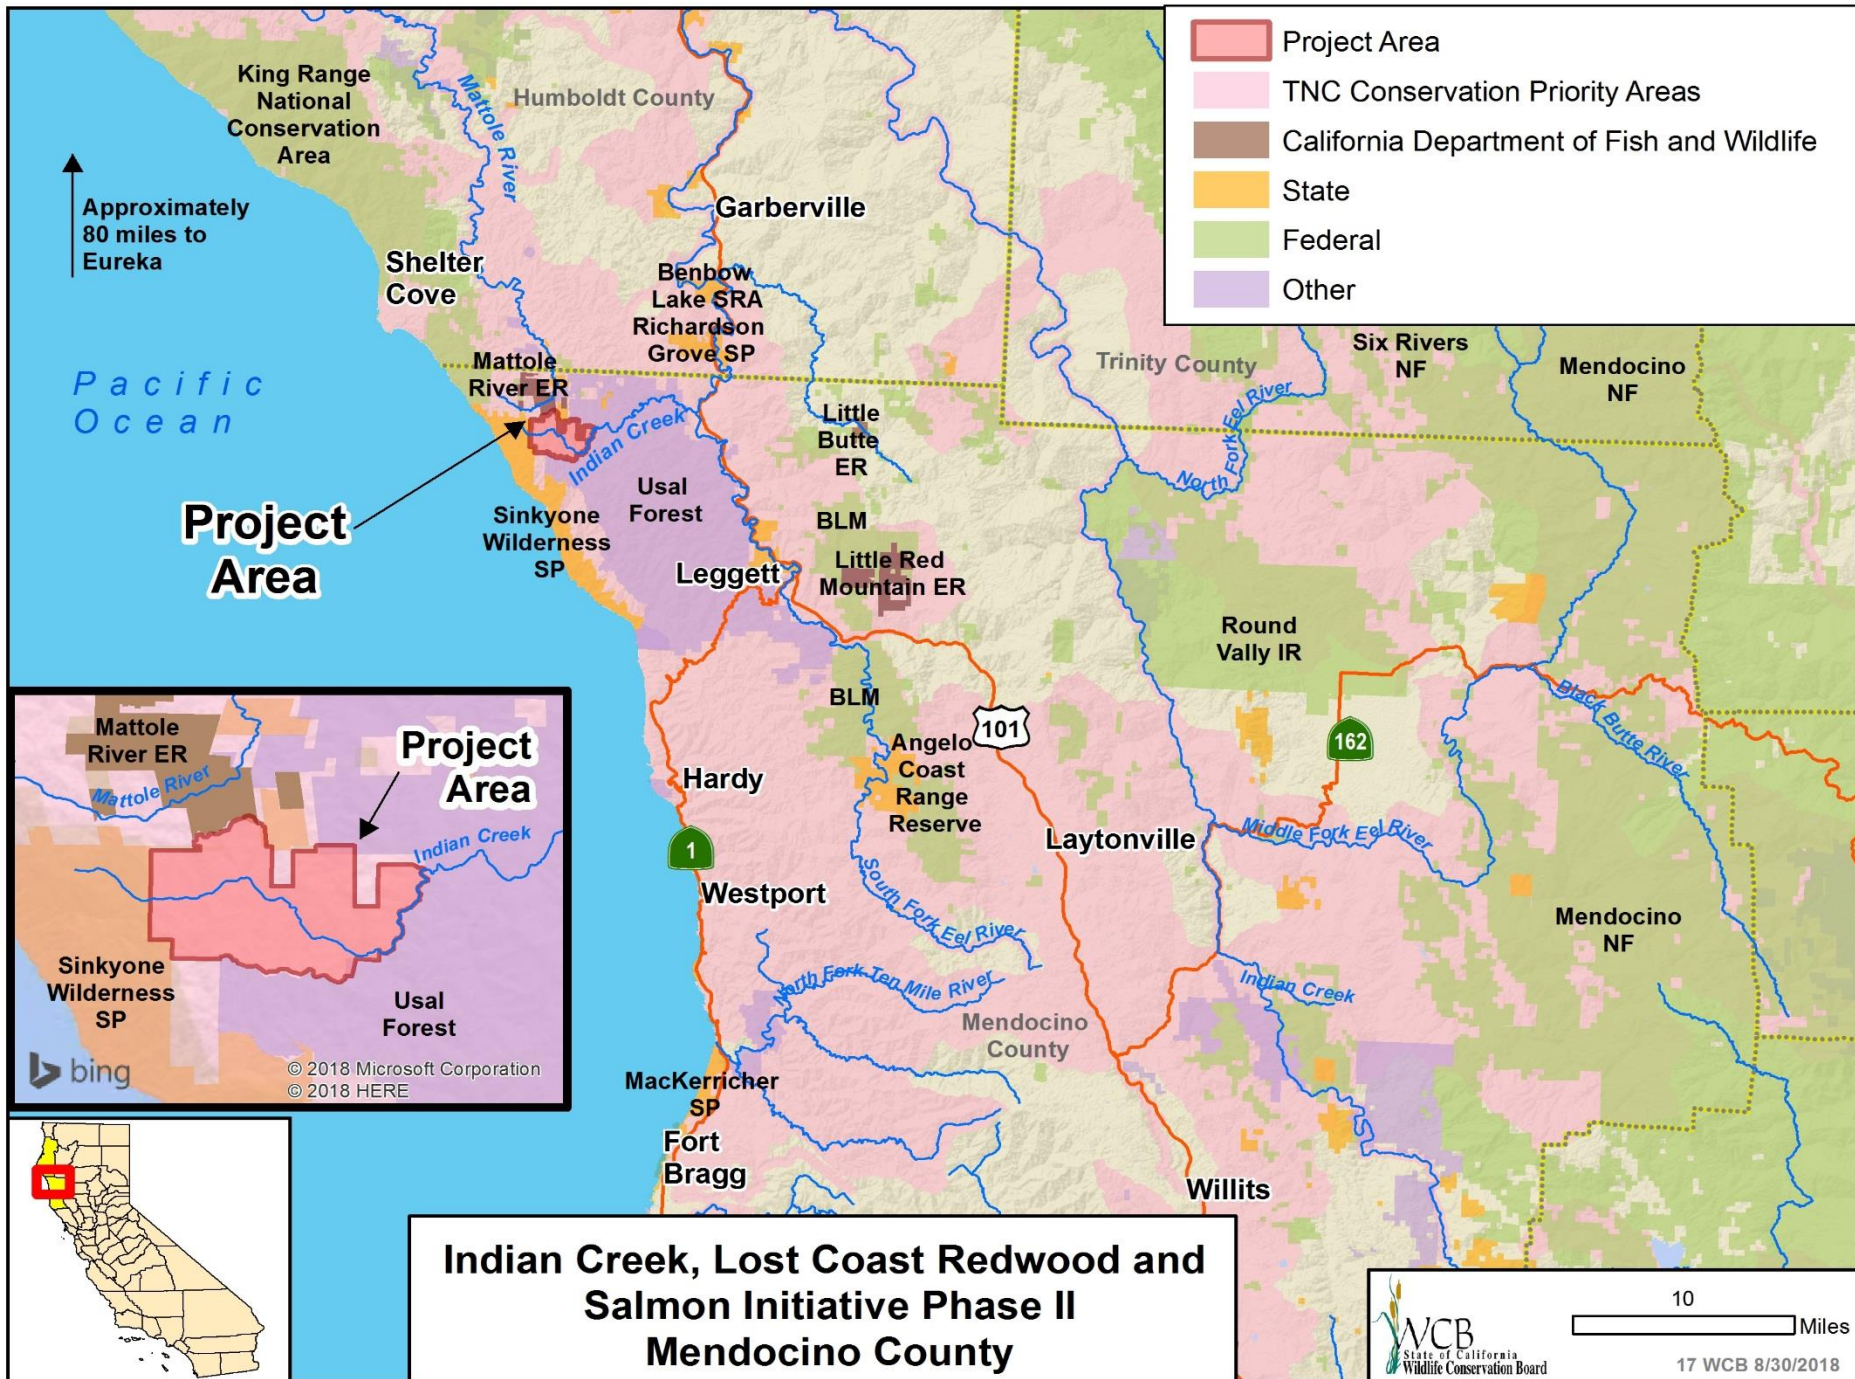 Project Area
TNC Conservation Priority Areas
California Department of Fish and Wildlife
State
Federal
Other
King Range
National
Conservation
Area
Mattole River
Humboldt County
Approximately
80 miles to
Eureka
Garberville
Shelter
Cove
Benbow
Lake SRA
Richardson
Grove SP
Pacific
Ocean
Mattole
River ER
Indian Creek
Project
Area
Usal
Forest
Sinkyone
Wilderness
SP
Little
Butte
ER
BLM
Little Red
Mountain ER
Leggett
Trinity County
North Fork Eel River
Six Rivers
NF
Mendocino
NF
Round
Vally IR
BLM
101
162
Black Butte River
Angelo
Coast
Range
Reserve
Hardy
1
Westport
Laytonville
Middle Fork Eel River
South Fork Eel River
North Fork Ten Mile River
Indian Creek
Mendocino
NF
Mendocino
County
MacKerricher
SP
Fort
Bragg
Willits
Mattole
River ER
Mattole River
Project
Area
Indian Creek
Sinkyone
Wilderness
SP
Usal
Forest
bing
© 2018 Microsoft Corporation
© 2018 HERE
Indian Creek, Lost Coast Redwood and
Salmon Initiative Phase II
Mendocino County
WCB
State of California
Wildlife Conservation Board
10
Miles
17 WCB 8/30/2018